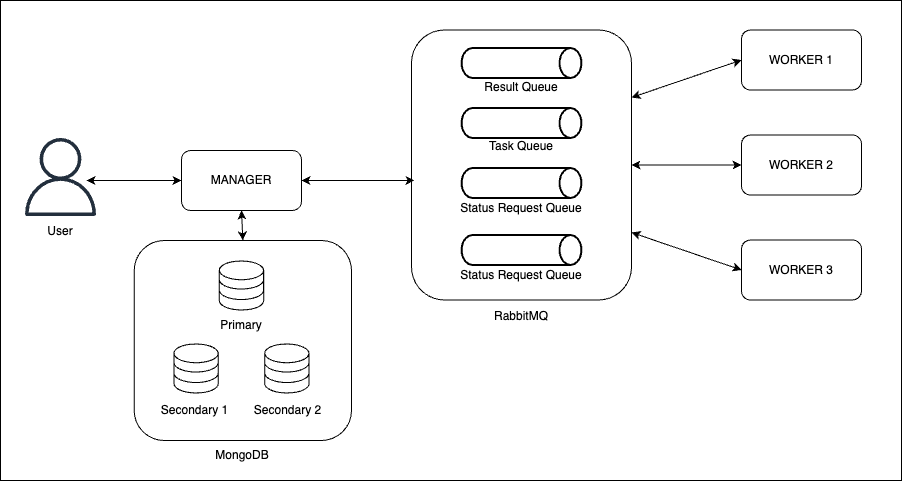 User
MANAGER
Primary
Secondary 1
Secondary 2
MongoDB
Result Queue
Task Queue
Status Request Queue
Status Request Queue
RabbitMQ
WORKER 1
WORKER 2
WORKER 3